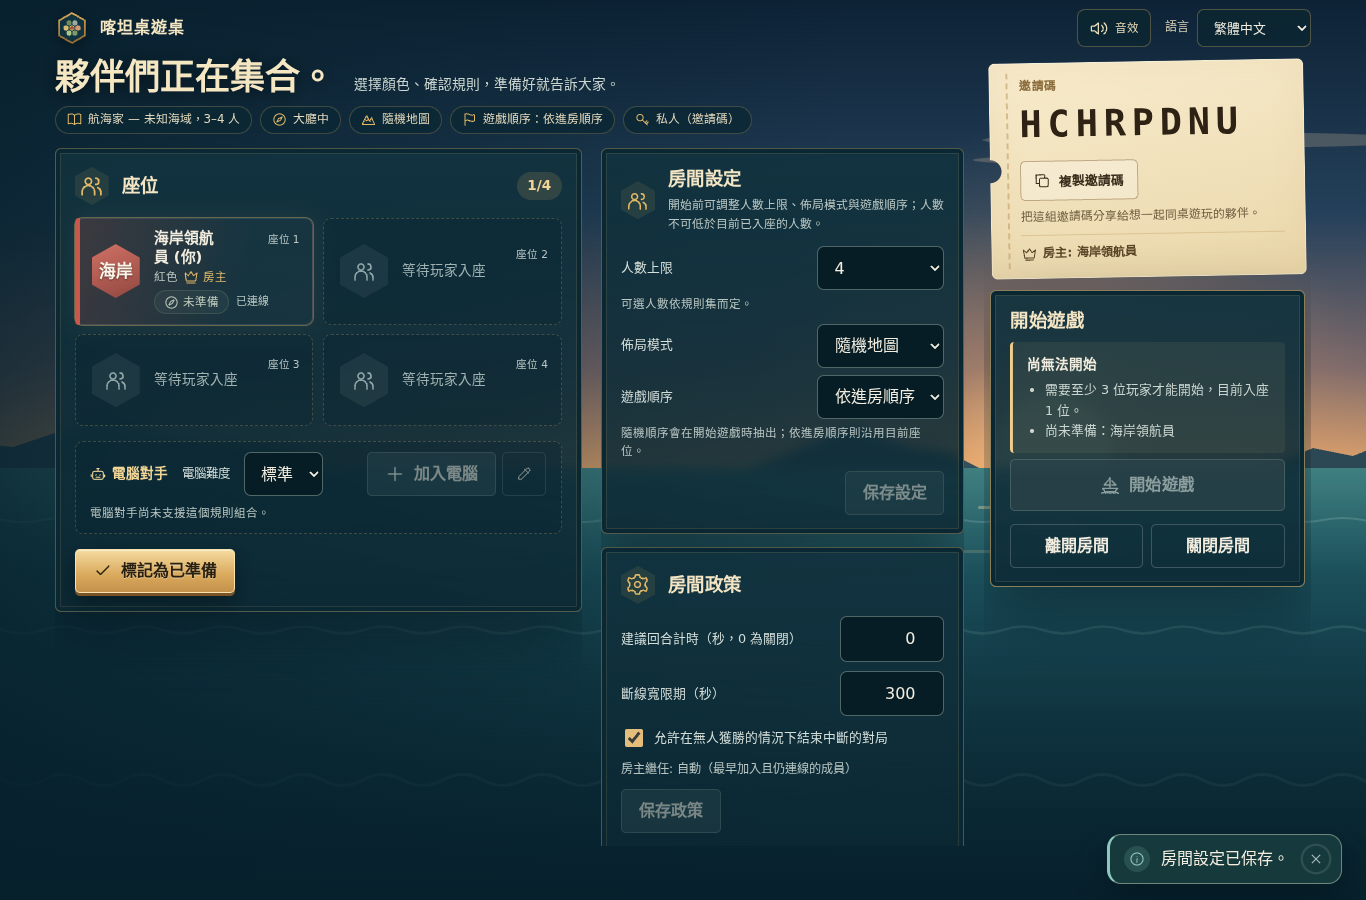 喀坦桌遊桌
音效
語言
繁體中文
夥伴們正在集合。
選擇顏色、確認規則，準備好就告訴大家。
航海家 — 未知海域，3–4 人
大廳中
隨機地圖
遊戲順序：依進房順序
私人（邀請碼）
邀請碼
HCHRPDNU
複製邀請碼
把這組邀請碼分享給想一起同桌遊玩的夥伴。
房主: 海岸領航員
座位
1/4
海岸
海岸領航
員 (你)
座位 1
紅色
房主
未準備
已連線
等待玩家入座
座位 2
等待玩家入座
座位 3
等待玩家入座
座位 4
電腦對手
電腦難度
標準
加入電腦
電腦對手尚未支援這個規則組合。
標記為已準備
房間設定
開始前可調整人數上限、佈局模式與遊戲順序；人數
不可低於目前已入座的人數。
人數上限
4
可選人數依規則集而定。
佈局模式
隨機地圖
遊戲順序
依進房順序
隨機順序會在開始遊戲時抽出；依進房順序則沿用目前座
位。
保存設定
房間政策
建議回合計時（秒，0 為關閉）
0
斷線寬限期（秒）
300
允許在無人獲勝的情況下結束中斷的對局
房主繼任: 自動（最早加入且仍連線的成員）
保存政策
開始遊戲
尚無法開始
需要至少 3 位玩家才能開始，目前入座
1 位。
尚未準備：海岸領航員
開始遊戲
離開房間
關閉房間
房間設定已保存。